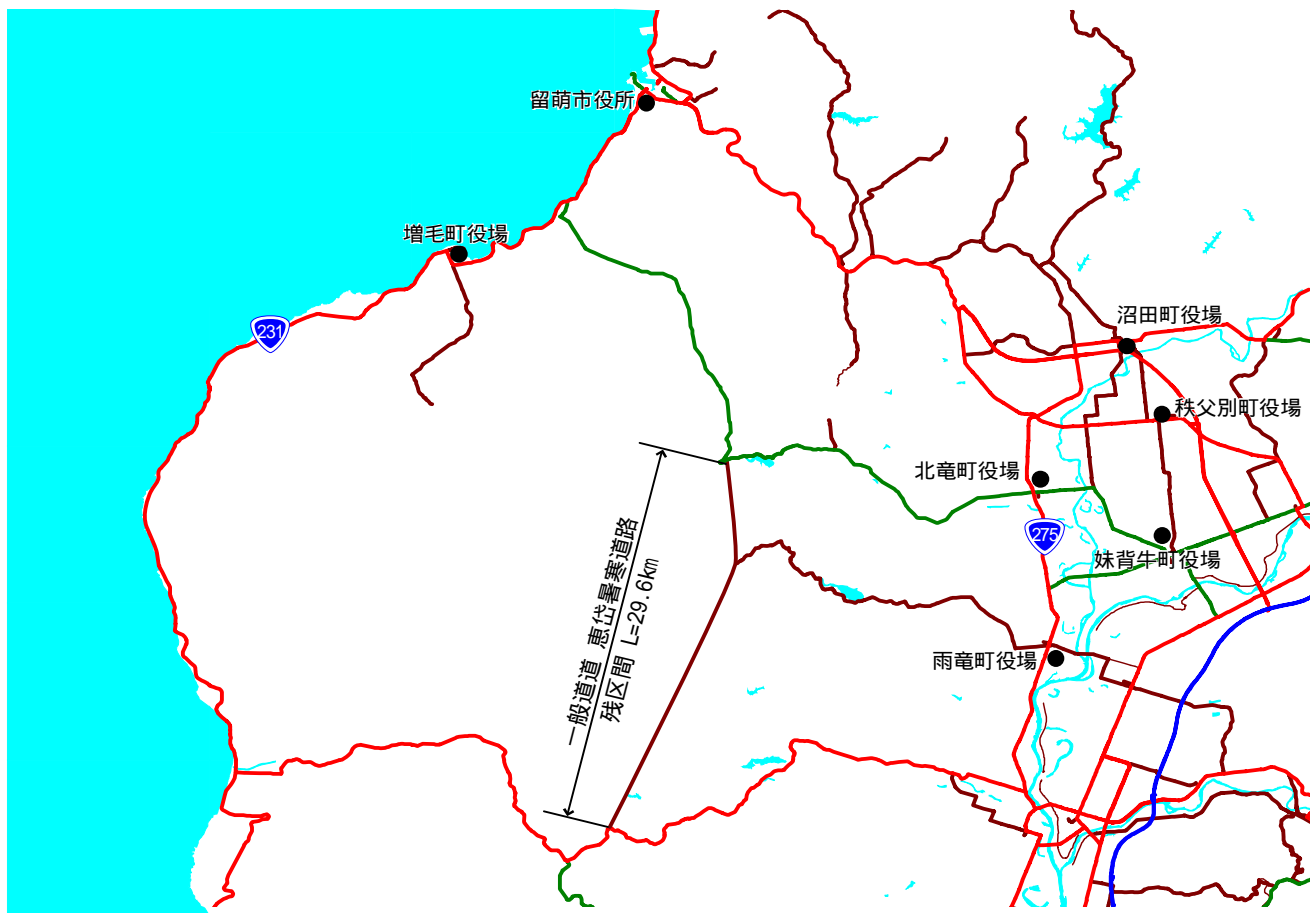 留萌市役所
増毛町役場
231
沼田町役場
秩父別町役場
北竜町役場
275
妹背牛町役場
雨竜町役場
一般道道 恵岱暑寒道路
残区間 L=29.6㎞